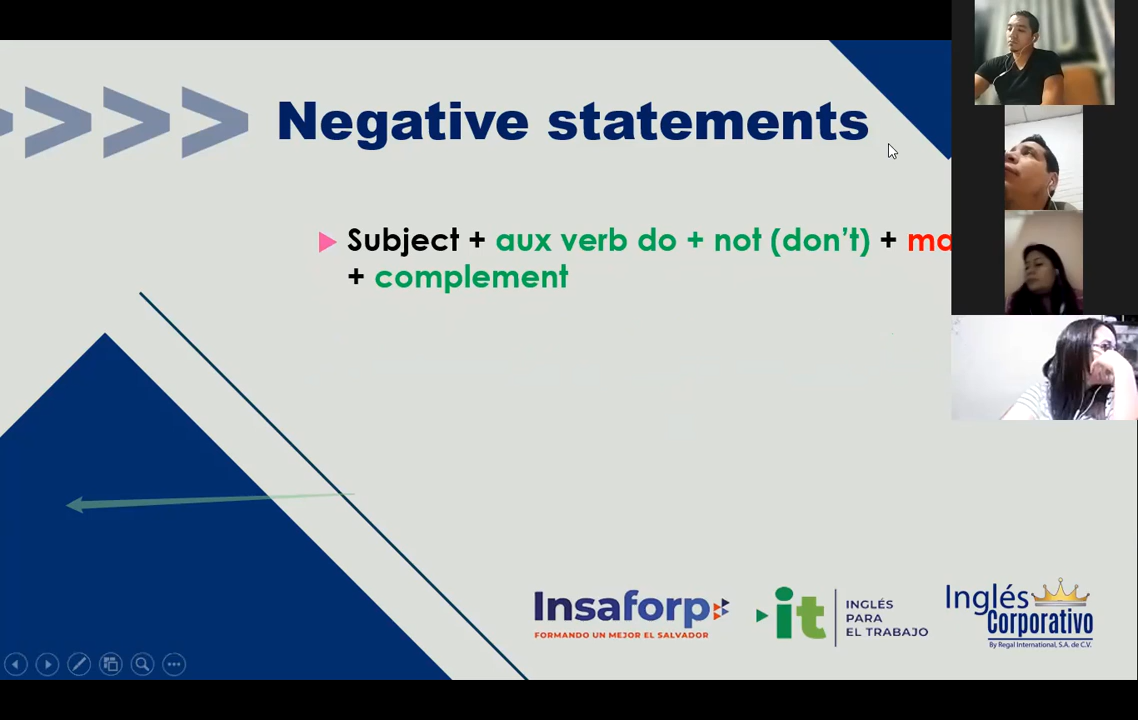 Negative statements
Subject + aux verb do + not (don't) +
+ complement
Insaforp
FORMANDO UN MEJOR EL SALVADOR
it
INGLÉS
PARA
EL TRABAJO
Inglés
Corporativo
By Regal International, S.A. de C.V.